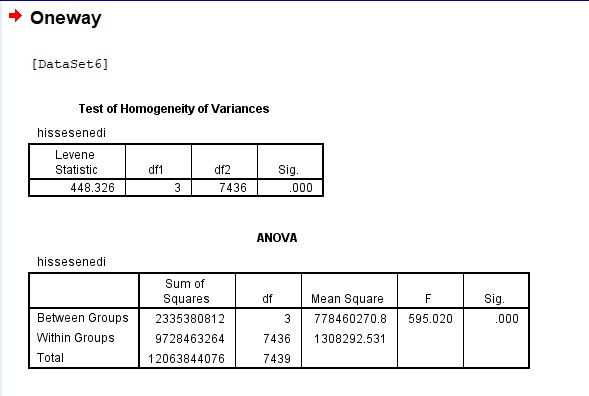 Oneway
[DataSet6]
Test of Homogeneity of Variances
hissesenedi
Levene Statistic df1 df2 Sig.
448.326 3 7436 .000
ANOVA
hissesenedi
Sum of Squares df Mean Square F Sig.
Between Groups 2335380812 3 778460270.8 595.020 .000
Within Groups 9728463264 7436 1308292.531
Total 12063844076 7439